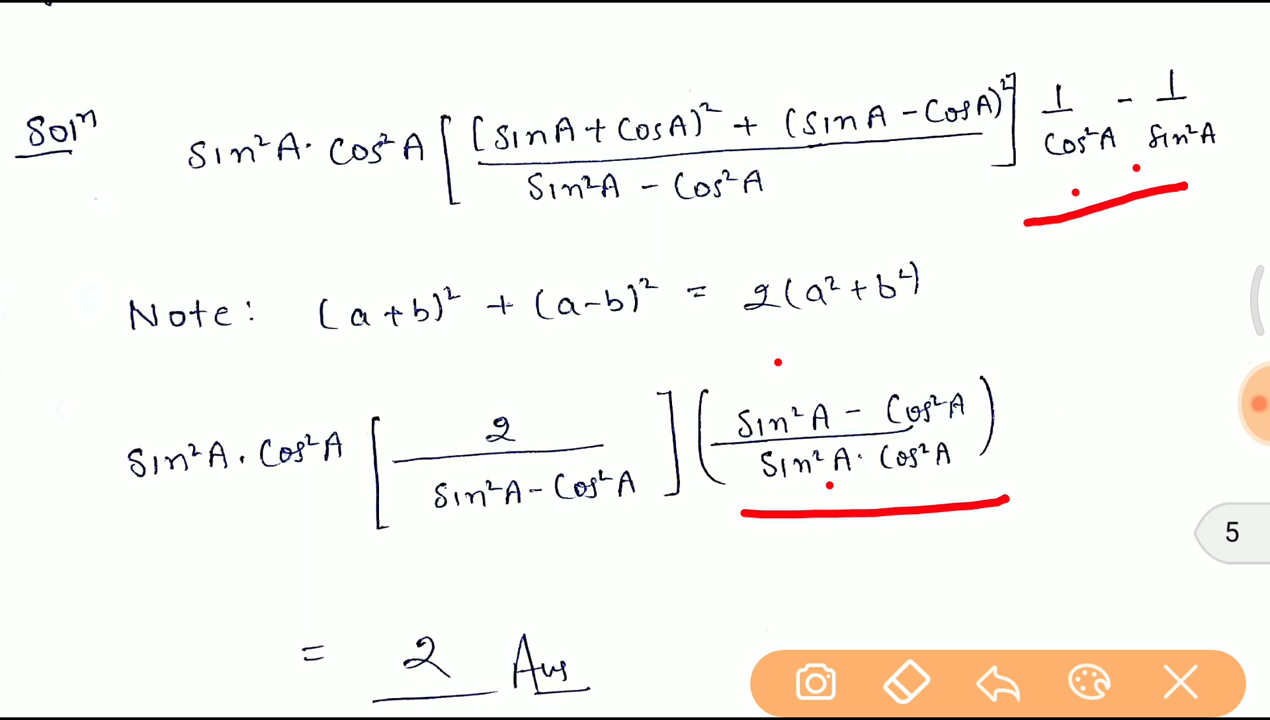 Solⁿ
Sin²A. Cos²A [ (SinA + CosA)² + (SinA - CosA)² / Sin²A - Cos²A ] 1/Cos²A - 1/Sin²A
Note: (a+b)² + (a-b)² = 2(a² + b²)
Sin²A. Cos²A [ 2 / Sin²A - Cos²A ] ( Sin²A - Cos²A / Sin²A. Cos²A )
5
= 2 Ans